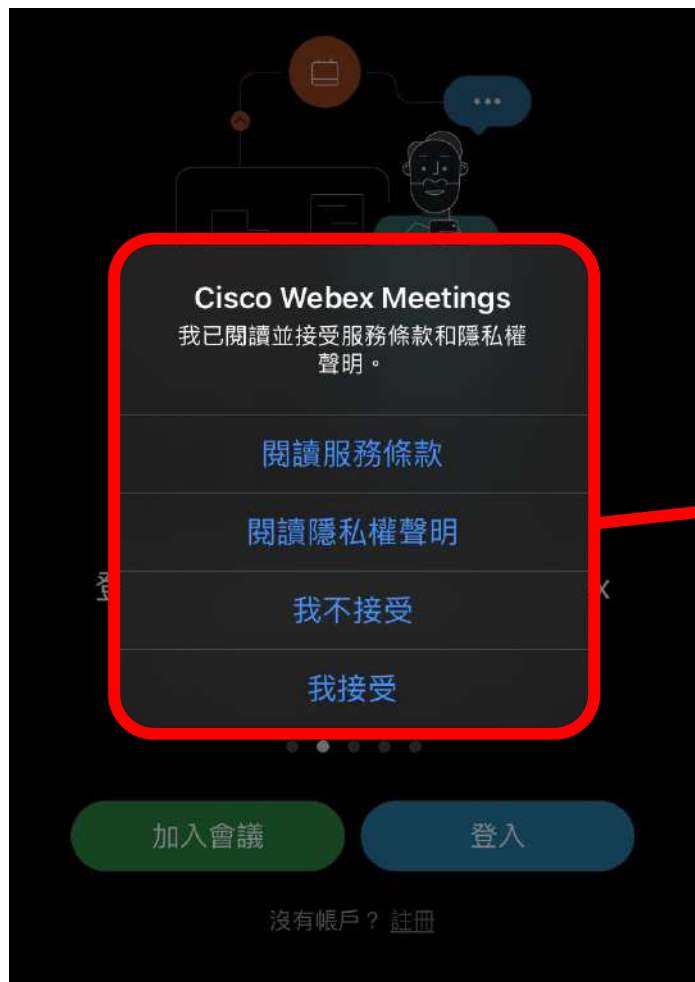 Cisco Webex Meetings
我已閱讀並接受服務條款和隱私權
聲明。
閱讀服務條款
閱讀隱私權聲明
我不接受
我接受
加入會議
登入
沒有帳戶？ 註冊